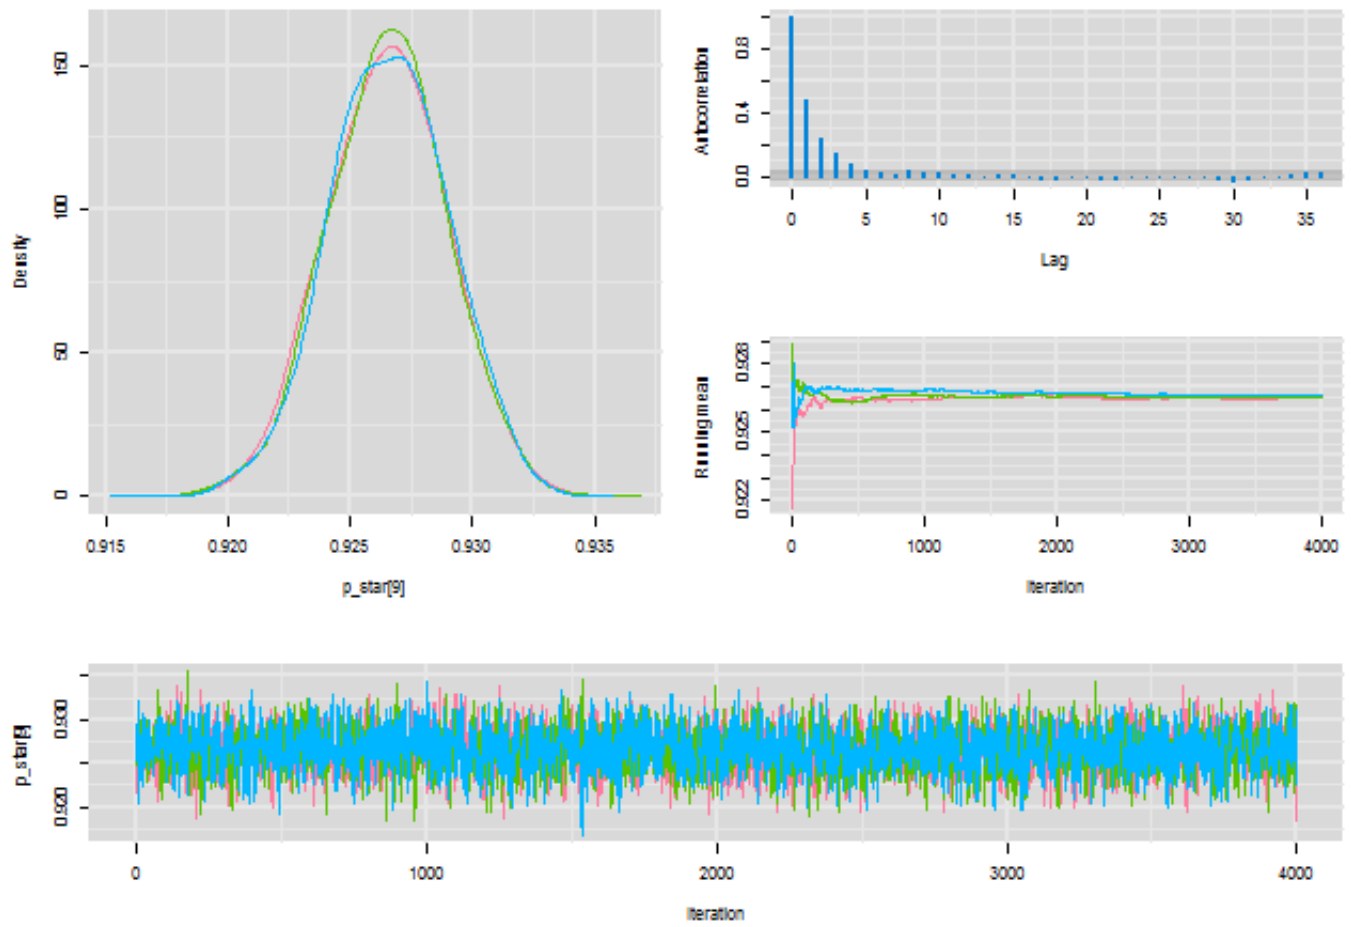 Density
150
100
50
0
0.915 0.920 0.925 0.930 0.935
p_star[9]
Autocorrelation
0.8
0.4
0.0
0 5 10 15 20 25 30 35
Lag
Running mean
0.928
0.925
0.922
0 1000 2000 3000 4000
Iteration
p_star[9]
0.930
0.920
0 1000 2000 3000 4000
Iteration